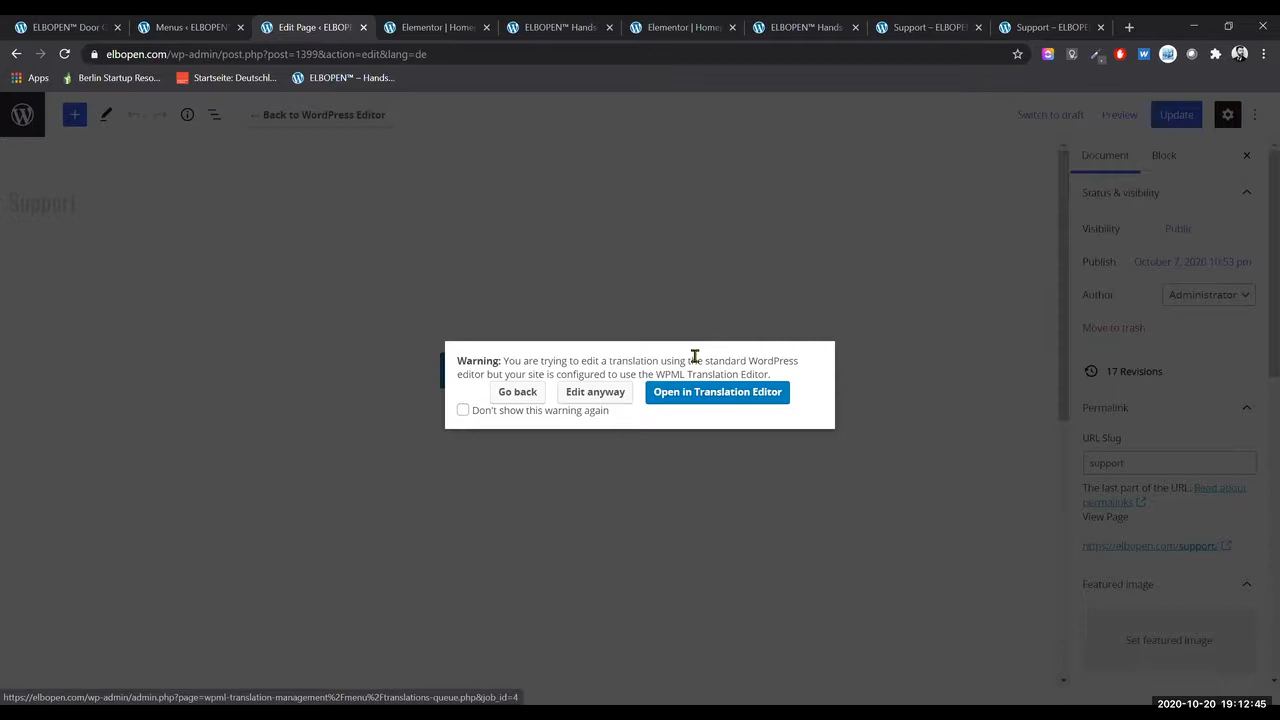 ELBOPEN™ Door G
Menus ‹ ELBOPEN
Edit Page ‹ ELBOPEN
Elementor | Home
ELBOPEN™ Hands
Elementor | Home
ELBOPEN™ Hands
Support – ELBOPEN
Support – ELBOPE
elbopen.com/wp-admin/post.php?post=1399&action=edit&lang=de
Apps
Berlin Startup Reso...
Startseite: Deutschl...
ELBOPEN™ – Hands...
← Back to WordPress Editor
Switch to draft
Preview
Update
Document
Block
Support
Status & visibility
Visibility
Public
Publish
October 7, 2020 10:53 pm
Author
Administrator
Move to trash
17 Revisions
Permalink
URL Slug
support
The last part of the URL. Read about
permalinks
View Page
https://elbopen.com/support/
Featured image
Set featured image
Warning: You are trying to edit a translation using the standard WordPress
editor but your site is configured to use the WPML Translation Editor.
Go back
Edit anyway
Open in Translation Editor
Don't show this warning again
https://elbopen.com/wp-admin/admin.php?page=wpml-translation-management%2Fmenu%2Ftranslations-queue.php&job_id=4
2020-10-20 19:12:45